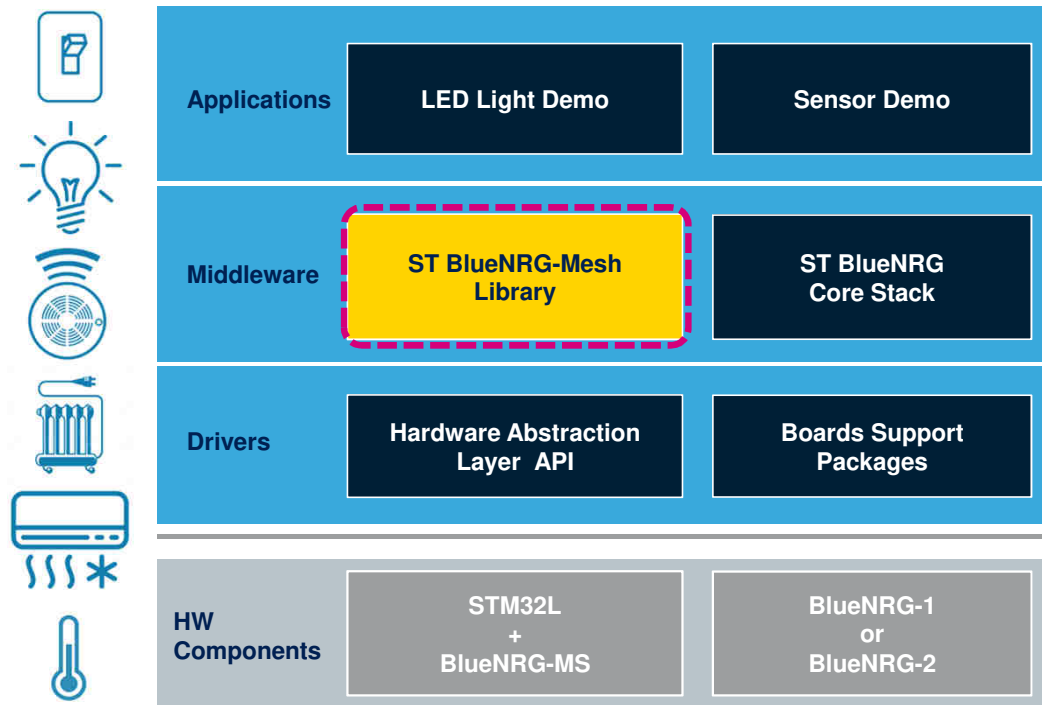 Applications
LED Light Demo
Sensor Demo
Middleware
ST BlueNRG-Mesh
Library
ST BlueNRG
Core Stack
Drivers
Hardware Abstraction
Layer API
Boards Support
Packages
HW
Components
STM32L
+
BlueNRG-MS
BlueNRG-1
or
BlueNRG-2